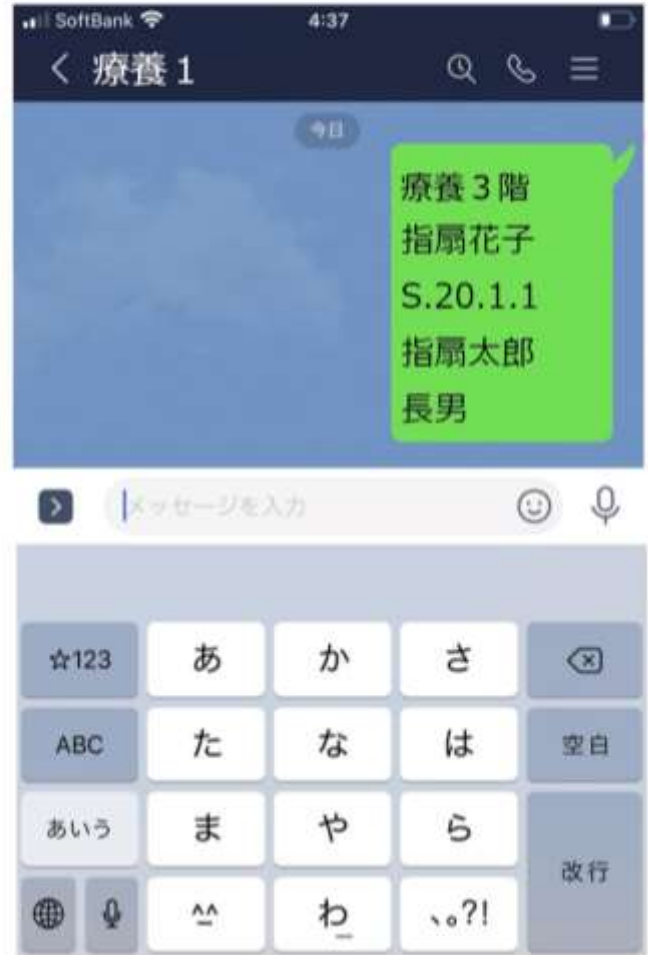 SoftBank 4:37
療養1
今日
療養3階
指扇花子
S.20.1.1
指扇太郎
長男
メッセージを入力
☆123 あ か さ
ABC た な は 空白
あいう ま や ら
改行
^^ わ 、。?!